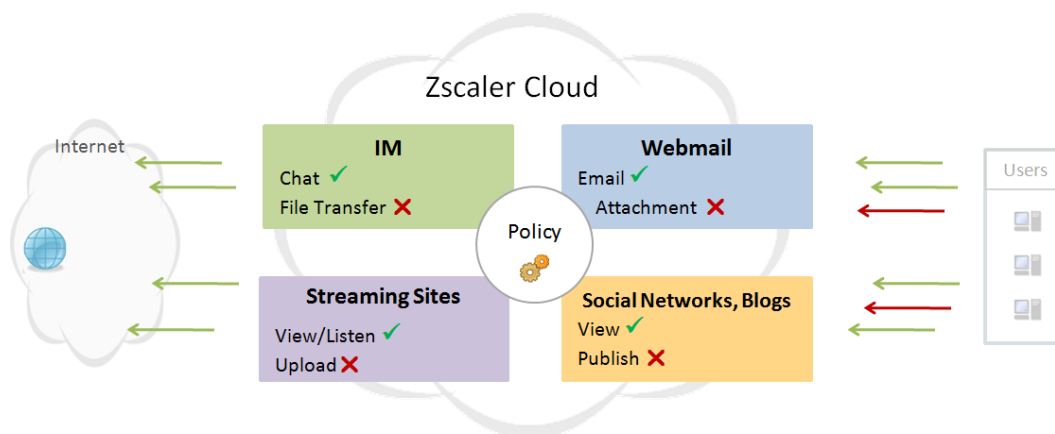 Zscaler Cloud
Internet
IM
Chat
File Transfer
Webmail
Email
Attachment
Users
Policy
Streaming Sites
View/Listen
Upload
Social Networks, Blogs
View
Publish